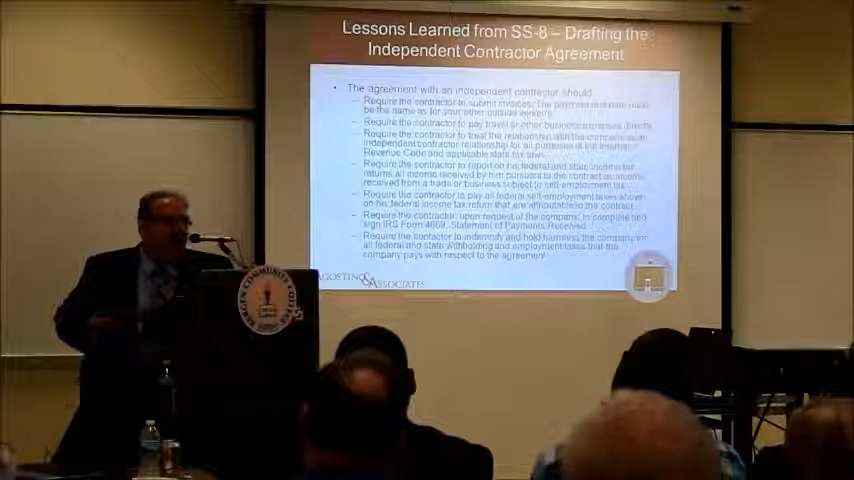 Lessons Learned from SS-8 – Drafting the
Independent Contractor Agreement
• The agreement with an independent contractor should:
– Require the contractor to submit invoices. The payment due date must
be the same as for your other outside vendors.
– Require the contractor to pay travel or other business expenses directly.
– Require the contractor to treat the relationship with the company as an
independent contractor relationship for all purposes of the Internal
Revenue Code and applicable state tax laws.
– Require the contractor to report on his federal and state income tax
returns all income received by him pursuant to the contract as income
received from a trade or business subject to self-employment tax.
– Require the contractor to pay all federal self-employment taxes shown
on his federal income tax return that are attributable to the contract.
– Require the contractor, upon request of the company, to complete and
sign IRS Form 4669, Statement of Payments Received.
– Require the contractor to indemnify and hold harmless the company for
all federal and state withholding and employment taxes that the
company pays with respect to the agreement.
AGOSTINO & ASSOCIATES
BERGEN COMMUNITY COLLEGE